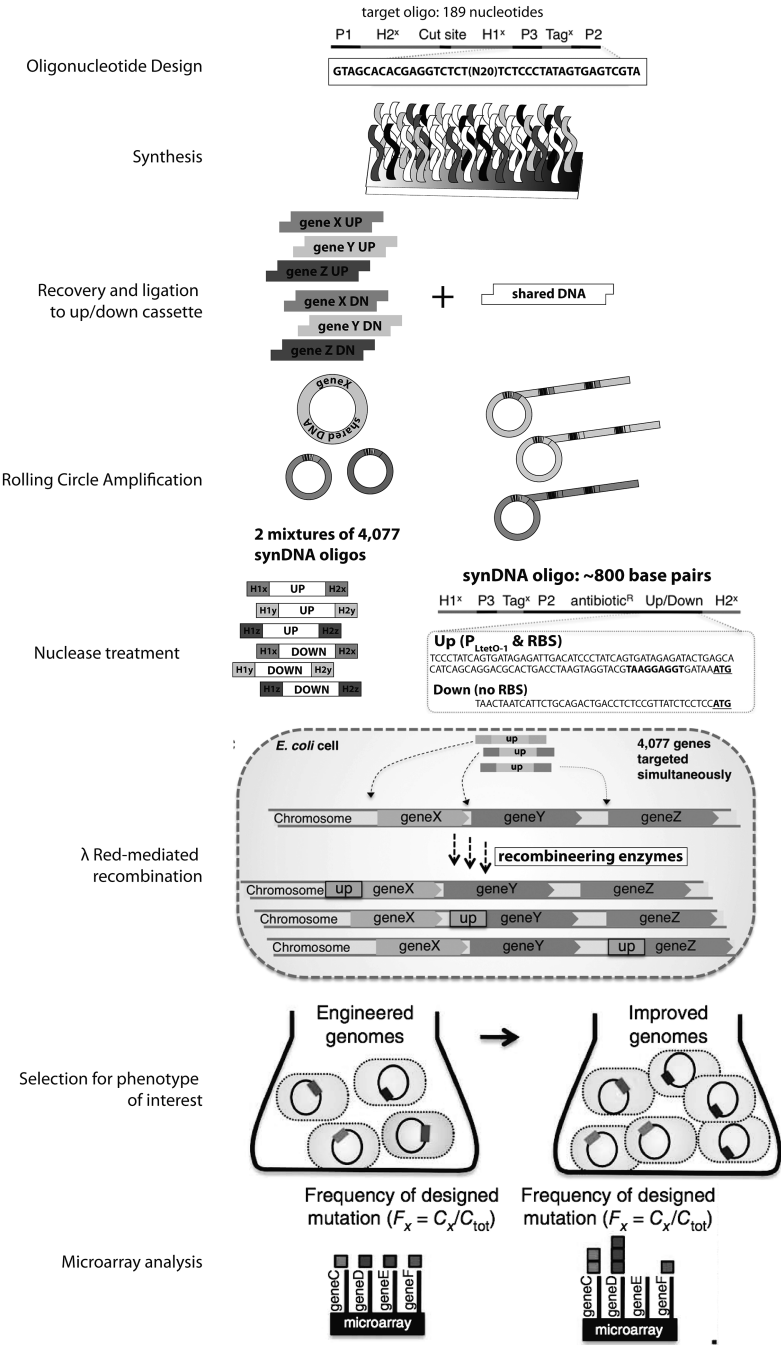 target oligo: 189 nucleotides
P1 H2ˣ Cut site H1ˣ P3 Tagˣ P2
Oligonucleotide Design
GTAGCACACGAGGTCTCT(N20)TCTCCCTATAGTGAGTCGTA
Synthesis
gene X UP
gene Y UP
gene Z UP
Recovery and ligation
to up/down cassette
gene X DN
gene Y DN
gene Z DN
+
shared DNA
geneX
shared DNA
Rolling Circle Amplification
2 mixtures of 4,077
synDNA oligos
synDNA oligo: ~800 base pairs
H1ˣ P3 Tagˣ P2 antibioticᴿ Up/Down H2ˣ
Nuclease treatment
H1x UP H2x
H1y UP H2y
H1z UP H2z
H1x DOWN H2x
H1y DOWN H2y
H1z DOWN H2z
Up (P LtetO-1 & RBS)
TCCCTATCAGTGATAGAGATTGACATCCCTATCAGTGATAGAGATACTGAGCA
CATCAGCAGGACGCACTGACCTAAGTAGGTACGTAAGGAGGTGATAAATG
Down (no RBS)
TAACTAATCATTCTGCAGACTGACCTCTCCGTTATCTCCTCCATG
E. coli cell
up
up
up
4,077 genes
targeted
simultaneously
Chromosome geneX geneY geneZ
λ Red-mediated
recombination
recombineering enzymes
Chromosome up geneX geneY geneZ
Chromosome geneX up geneY geneZ
Chromosome geneX geneY up geneZ
Engineered
genomes
Improved
genomes
Selection for phenotype
of interest
Frequency of designed
mutation (Fₓ = Cₓ/Ctot)
Frequency of designed
mutation (Fₓ = Cₓ/Ctot)
Microarray analysis
geneC
geneD
geneE
geneF
microarray
geneC
geneD
geneE
geneF
microarray